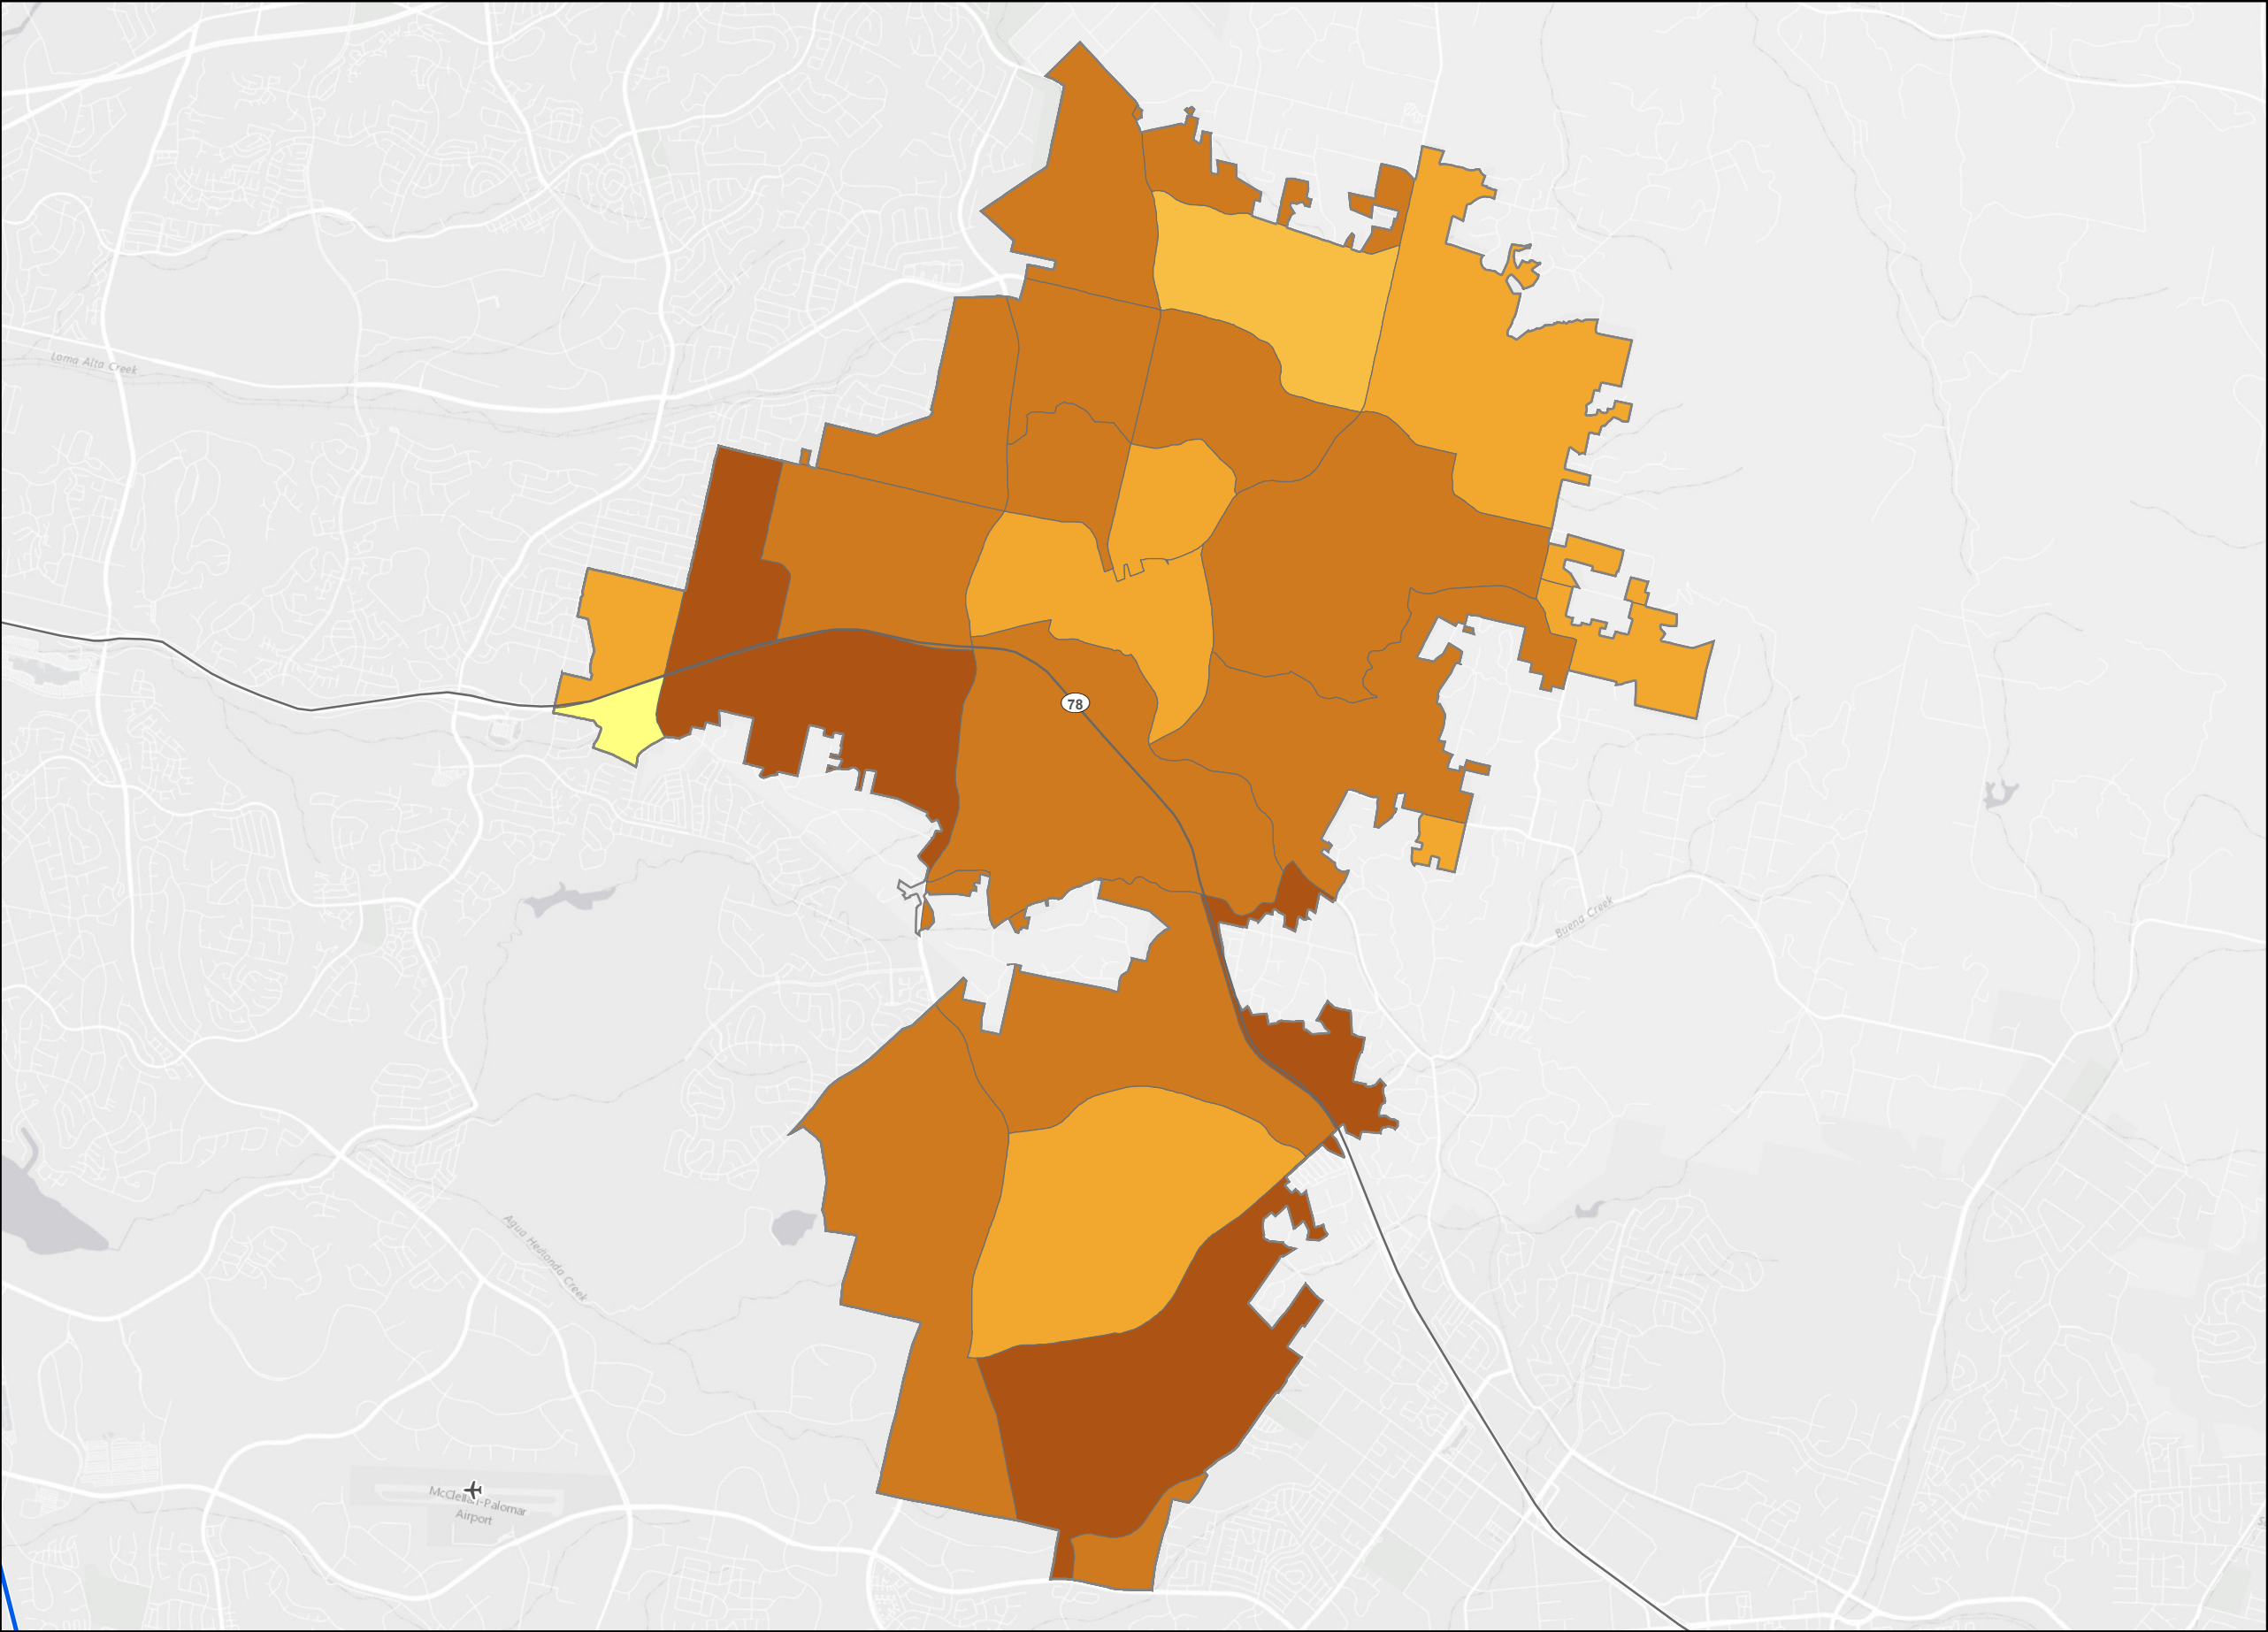 Loma Alta Creek
78
Buena Creek
Agua Hedionda Creek
McClellan-Palomar
Airport